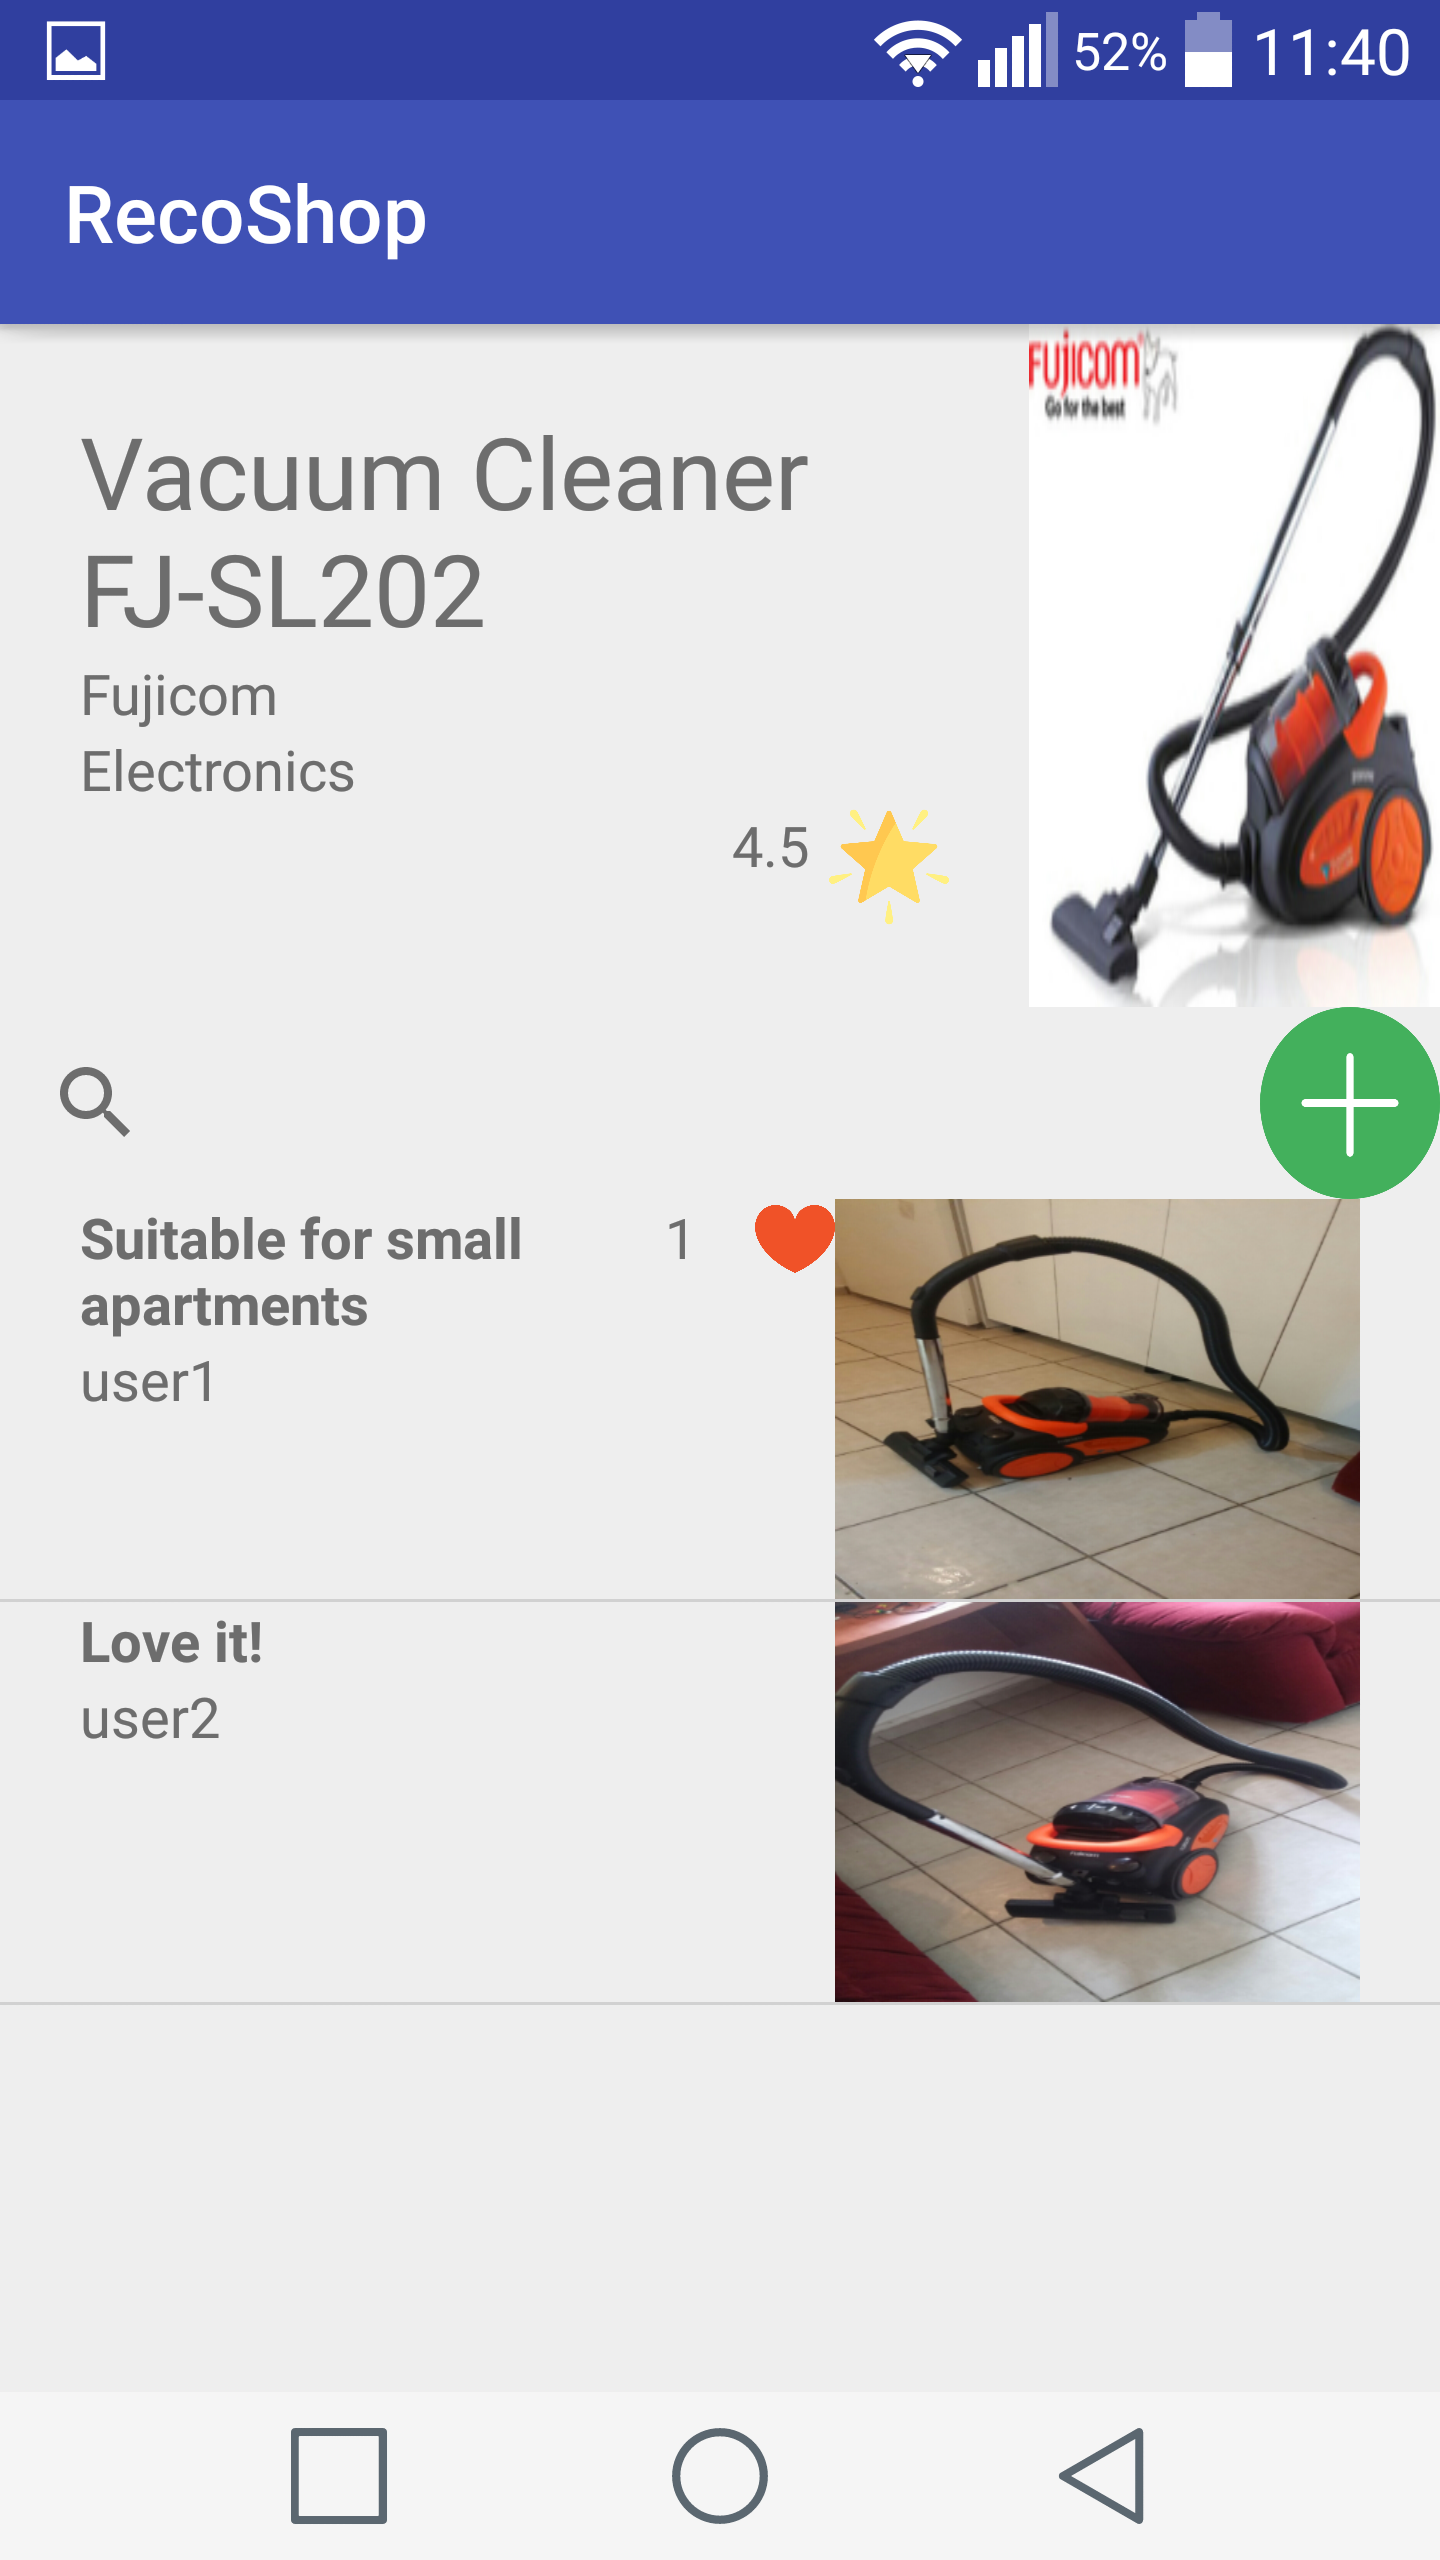 52% 11:40
RecoShop
FUJICOM
Go for the best
Vacuum Cleaner
FJ-SL202
Fujicom
Electronics
4.5
Suitable for small
apartments
1
user1
Love it!
user2